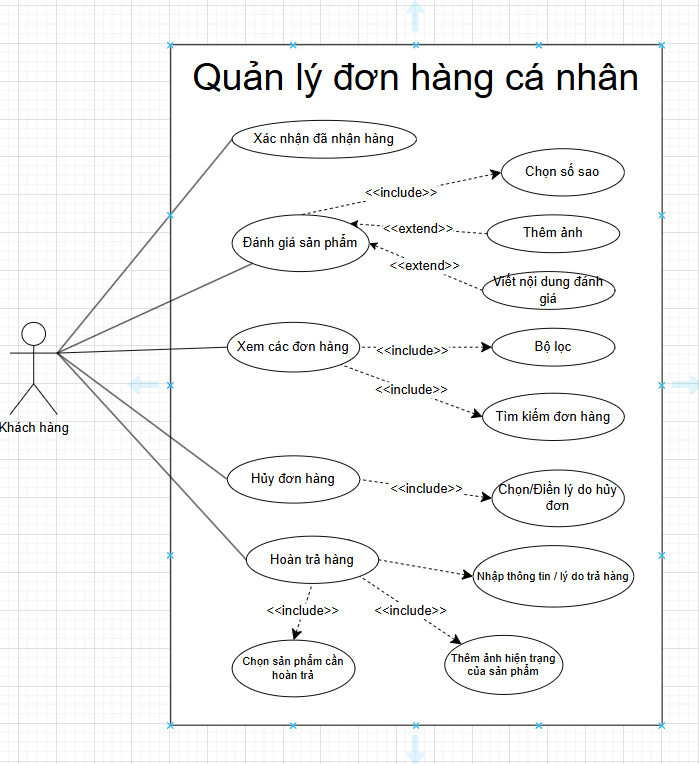 Quản lý đơn hàng cá nhân
Xác nhận đã nhận hàng
Chọn số sao
<<include>>
Thêm ảnh
<<extend>>
Đánh giá sản phẩm
<<extend>>
Viết nội dung đánh
giá
Xem các đơn hàng
<<include>>
Bộ lọc
<<include>>
Tìm kiếm đơn hàng
Khách hàng
Hủy đơn hàng
<<include>>
Chọn/Điền lý do hủy
đơn
Hoàn trả hàng
Nhập thông tin / lý do trả hàng
<<include>>
<<include>>
Chọn sản phẩm cần
hoàn trả
Thêm ảnh hiện trạng
của sản phẩm